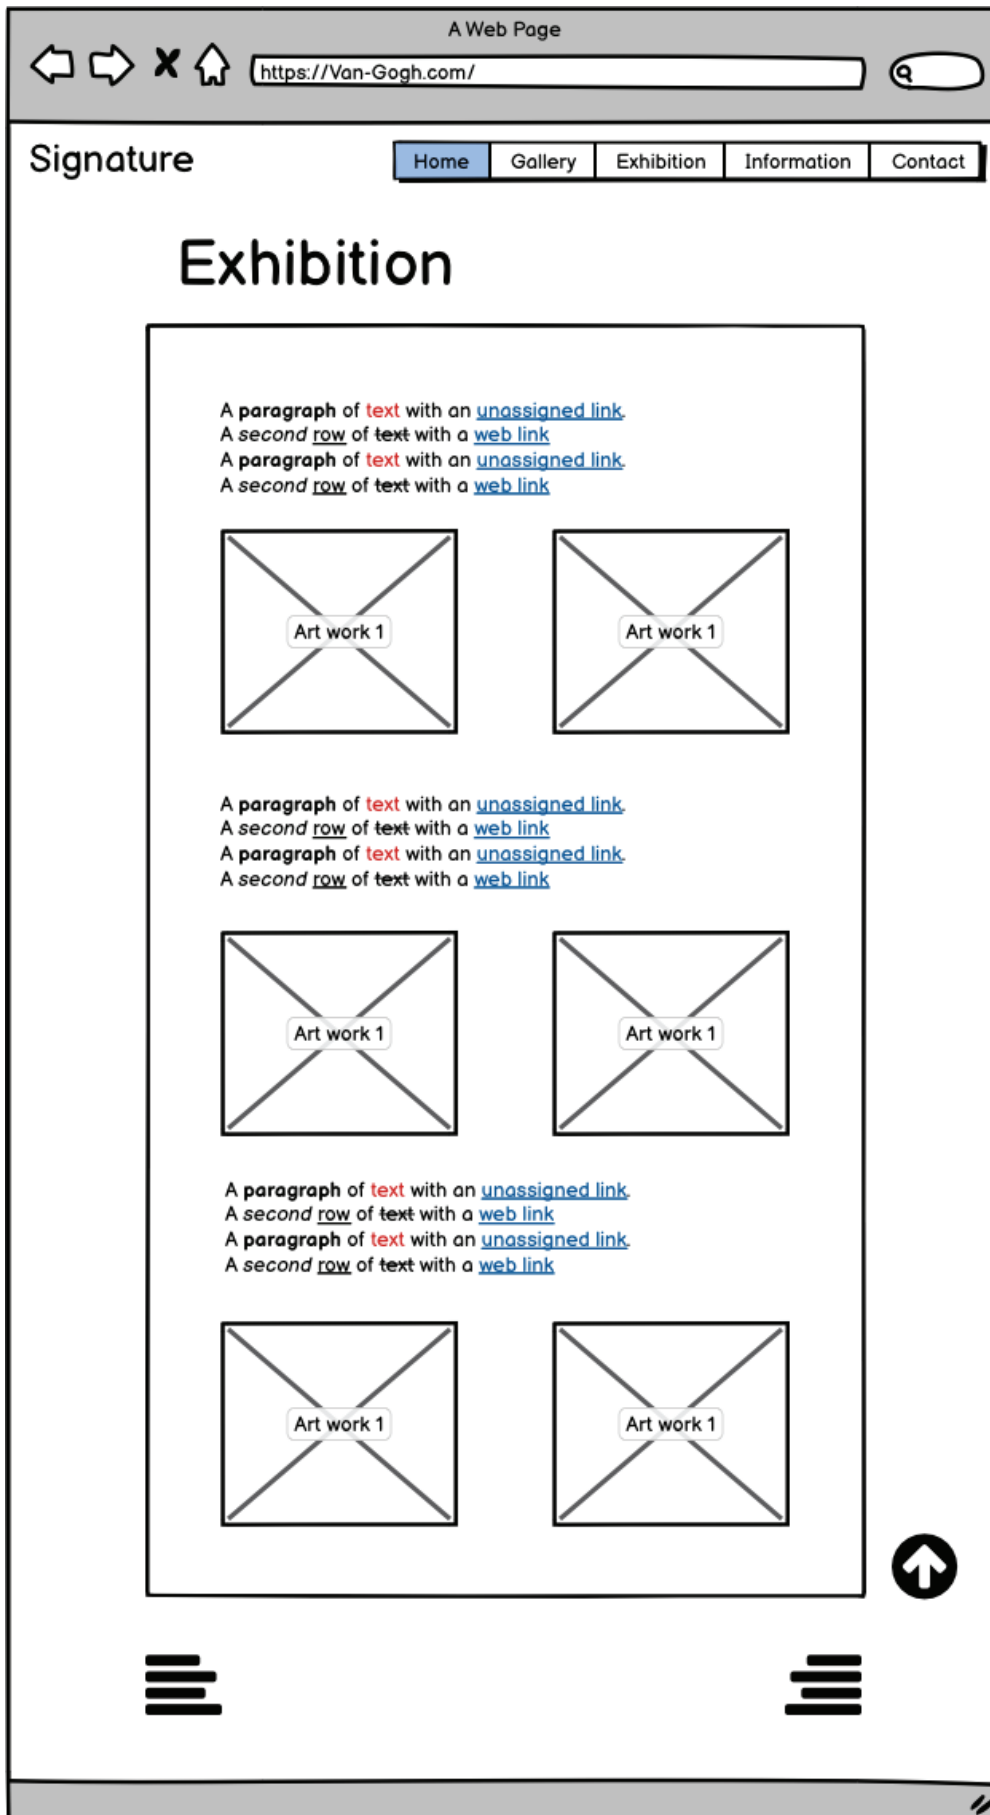 A Web Page
https://Van-Gogh.com/
Signature
Home Gallery Exhibition Information Contact
Exhibition
A paragraph of text with an unassigned link.
A second row of text with a web link
A paragraph of text with an unassigned link.
A second row of text with a web link
Art work 1 Art work 1
A paragraph of text with an unassigned link.
A second row of text with a web link
A paragraph of text with an unassigned link.
A second row of text with a web link
Art work 1 Art work 1
A paragraph of text with an unassigned link.
A second row of text with a web link
A paragraph of text with an unassigned link.
A second row of text with a web link
Art work 1 Art work 1